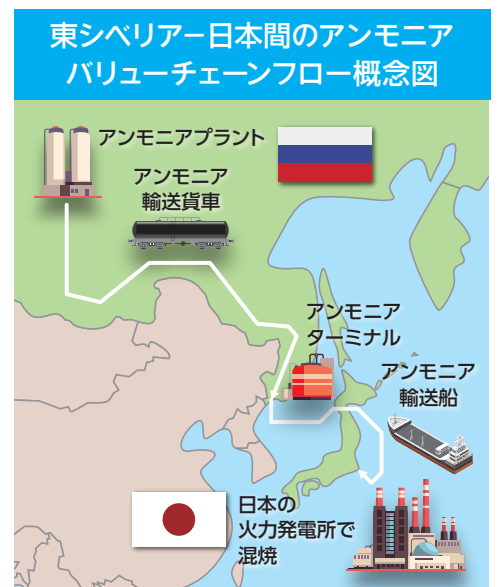 東シベリアー日本間のアンモニア
バリューチェーンフロー概念図
アンモニアプラント
アンモニア
輸送貨車
アンモニア
ターミナル
アンモニア
輸送船
日本の
火力発電所で
混焼